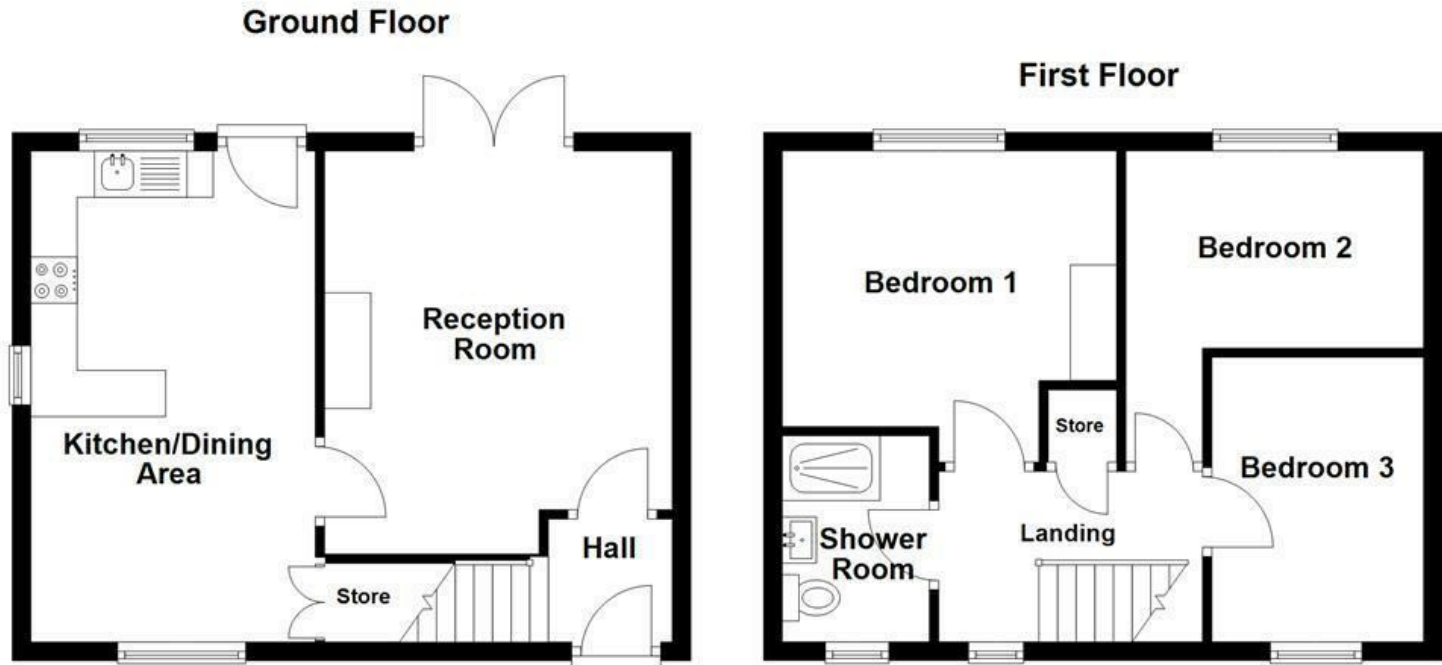 Ground Floor
Kitchen/Dining
Area
Reception
Room
Store
Hall
First Floor
Bedroom 1
Bedroom 2
Store
Bedroom 3
Landing
Shower
Room